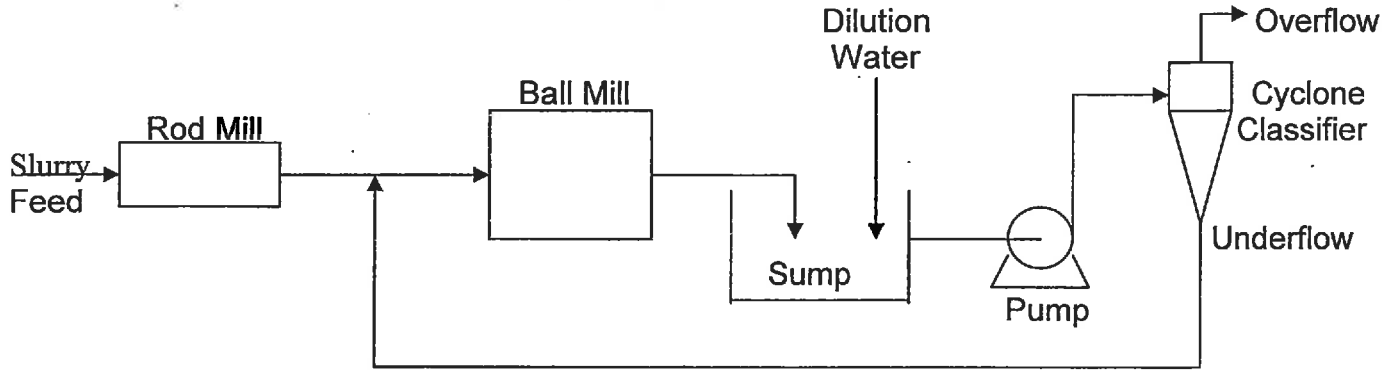 Slurry
Feed
Rod Mill
Ball Mill
Dilution
Water
Sump
Pump
Overflow
Cyclone
Classifier
Underflow